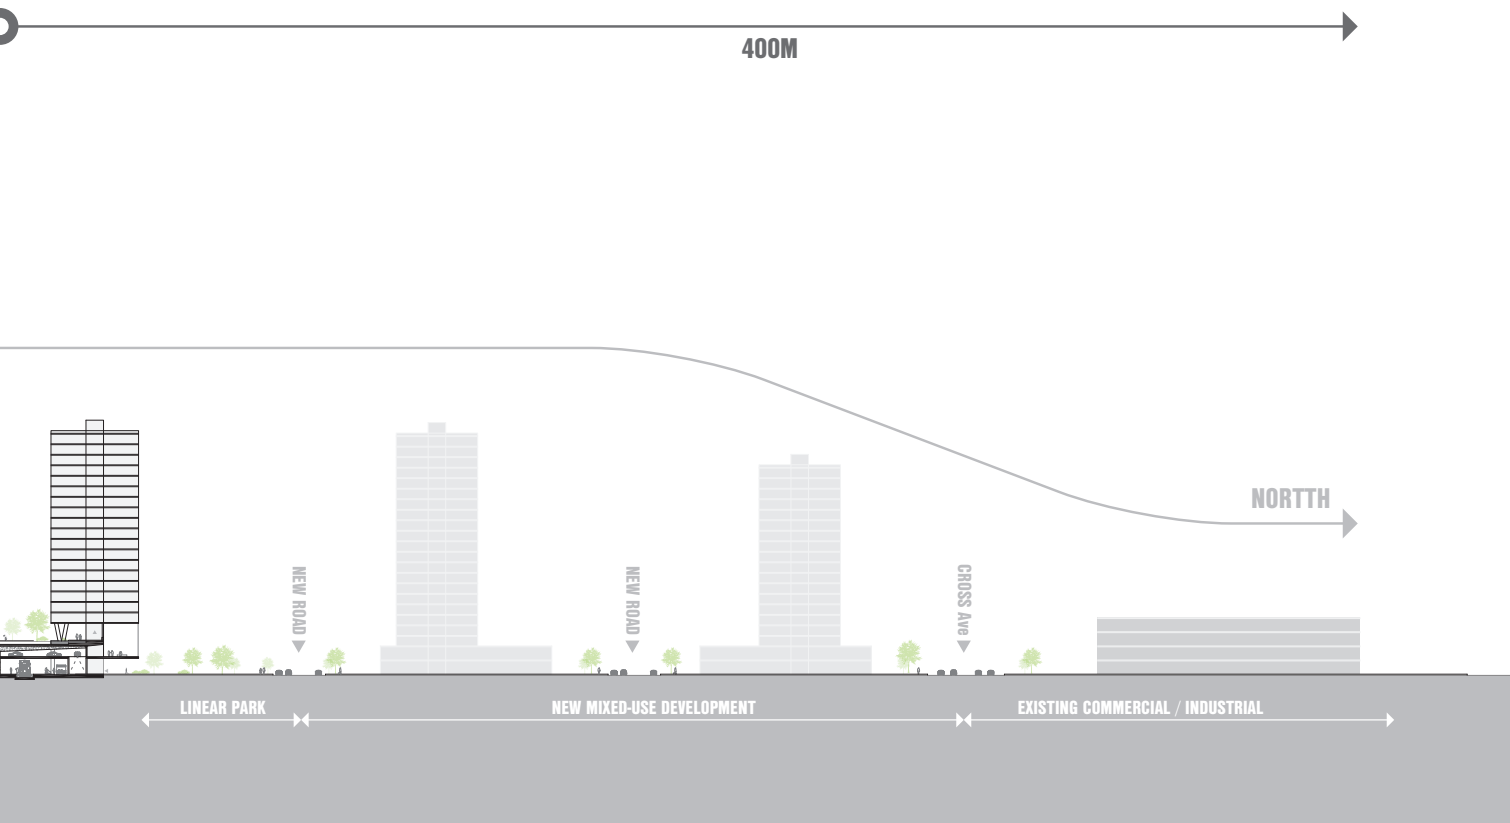 400M
NORTTH
NEW ROAD
NEW ROAD
CROSS Ave
LINEAR PARK
NEW MIXED-USE DEVELOPMENT
EXISTING COMMERCIAL / INDUSTRIAL